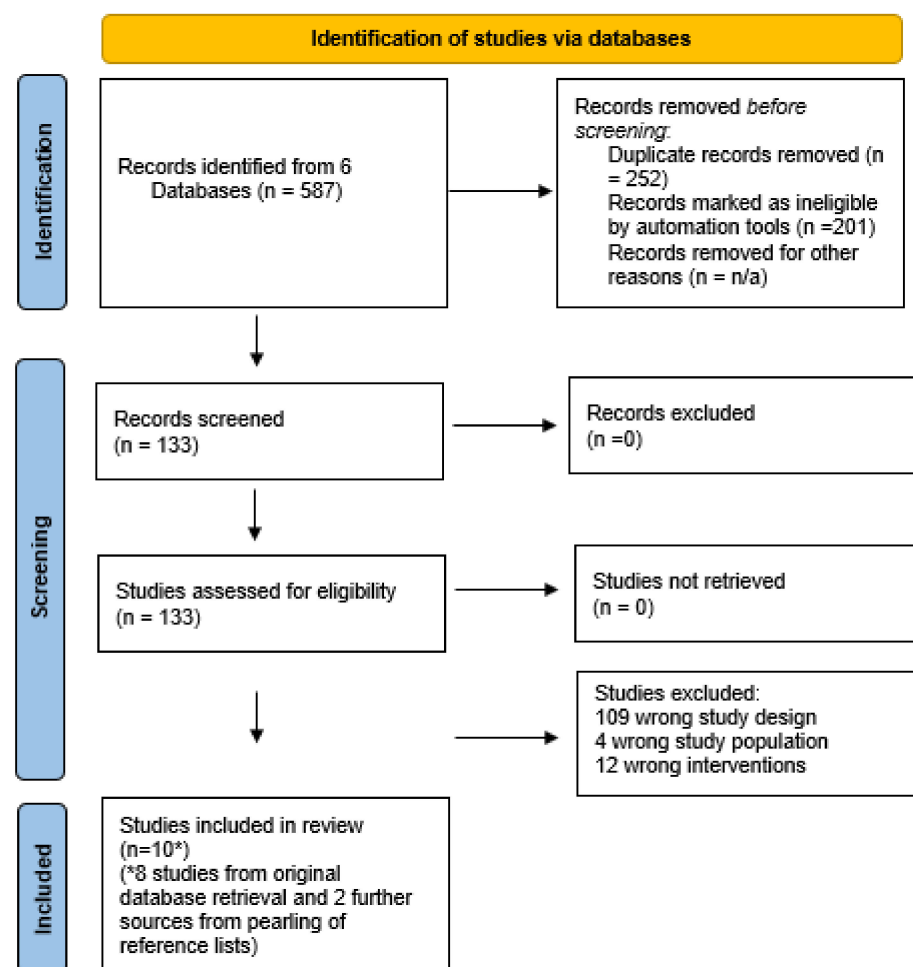 Identification of studies via databases
Identification
Records identified from 6
Databases (n = 587)
Records removed before
screening:
Duplicate records removed (n
= 252)
Records marked as ineligible
by automation tools (n =201)
Records removed for other
reasons (n = n/a)
Screening
Records screened
(n = 133)
Records excluded
(n =0)
Studies assessed for eligibility
(n = 133)
Studies not retrieved
(n = 0)
Studies excluded:
109 wrong study design
4 wrong study population
12 wrong interventions
Included
Studies included in review
(n=10*)
(*8 studies from original
database retrieval and 2 further
sources from pearling of
reference lists)